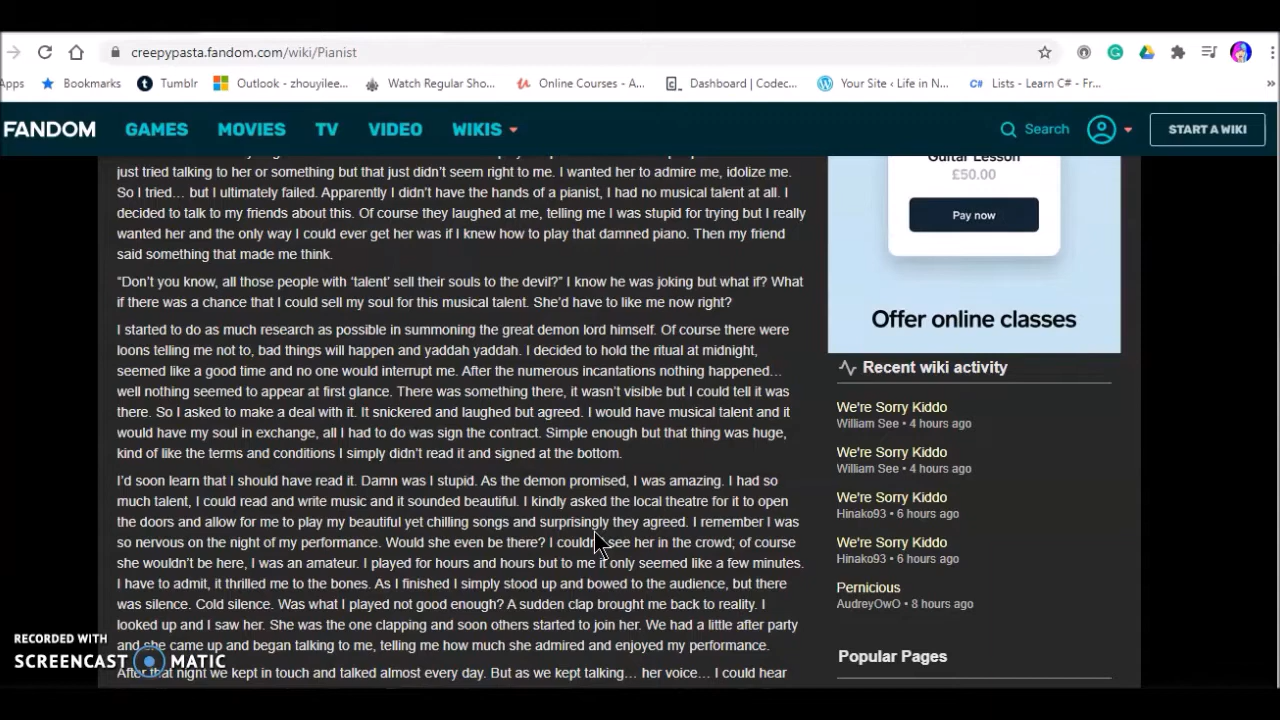 creepypasta.fandom.com/wiki/Pianist
Apps Bookmarks Tumblr Outlook - zhouyilee... Watch Regular Sho... Online Courses - A... Dashboard | Codec... Your Site ‹ Life in N... C# Lists - Learn C# - Fr... »
FANDOM GAMES MOVIES TV VIDEO WIKIS Search START A WIKI
just tried talking to her or something but that just didn't seem right to me. I wanted her to admire me, idolize me.
So I tried… but I ultimately failed. Apparently I didn't have the hands of a pianist, I had no musical talent at all. I
decided to talk to my friends about this. Of course they laughed at me, telling me I was stupid for trying but I really
wanted her and the only way I could ever get her was if I knew how to play that damned piano. Then my friend
said something that made me think.
"Don't you know, all those people with 'talent' sell their souls to the devil?" I know he was joking but what if? What
if there was a chance that I could sell my soul for this musical talent. She'd have to like me now right?
I started to do as much research as possible in summoning the great demon lord himself. Of course there were
loons telling me not to, bad things will happen and yaddah yaddah. I decided to hold the ritual at midnight,
seemed like a good time and no one would interrupt me. After the numerous incantations nothing happened…
well nothing seemed to appear at first glance. There was something there, it wasn't visible but I could tell it was
there. So I asked to make a deal with it. It snickered and laughed but agreed. I would have musical talent and it
would have my soul in exchange, all I had to do was sign the contract. Simple enough but that thing was huge,
kind of like the terms and conditions I simply didn't read it and signed at the bottom.
I'd soon learn that I should have read it. Damn was I stupid. As the demon promised, I was amazing. I had so
much talent, I could read and write music and it sounded beautiful. I kindly asked the local theatre for it to open
the doors and allow for me to play my beautiful yet chilling songs and surprisingly they agreed. I remember I was
so nervous on the night of my performance. Would she even be there? I couldn't see her in the crowd; of course
she wouldn't be here, I was an amateur. I played for hours and hours but to me it only seemed like a few minutes.
I have to admit, it thrilled me to the bones. As I finished I simply stood up and bowed to the audience, but there
was silence. Cold silence. Was what I played not good enough? A sudden clap brought me back to reality. I
looked up and I saw her. She was the one clapping and soon others started to join her. We had a little after party
and she came up and began talking to me, telling me how much she admired and enjoyed my performance.
After that night we kept in touch and talked almost every day. But as we kept talking… her voice… I could hear
Guitar Lesson
£50.00
Pay now
Offer online classes
Recent wiki activity
We're Sorry Kiddo
William See • 4 hours ago
We're Sorry Kiddo
William See • 4 hours ago
We're Sorry Kiddo
Hinako93 • 6 hours ago
We're Sorry Kiddo
Hinako93 • 6 hours ago
Pernicious
AudreyOwO • 8 hours ago
Popular Pages
RECORDED WITH
SCREENCAST MATIC